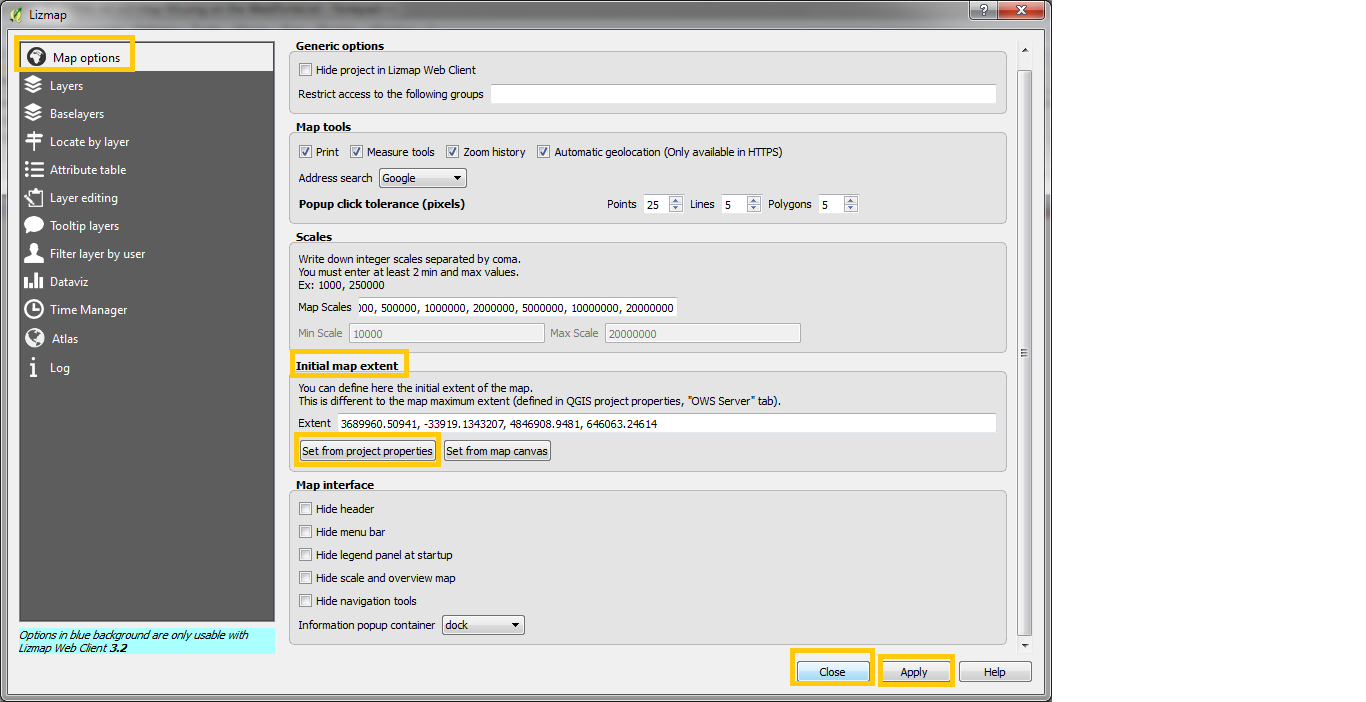 Lizmap
?
Map options
Layers
Baselayers
Locate by layer
Attribute table
Layer editing
Tooltip layers
Filter layer by user
Dataviz
Time Manager
Atlas
Log
Options in blue background are only usable with
Lizmap Web Client 3.2
Generic options
Hide project in Lizmap Web Client
Restrict access to the following groups
Map tools
Print Measure tools Zoom history Automatic geolocation (Only available in HTTPS)
Address search Google
Popup click tolerance (pixels) Points 25 Lines 5 Polygons 5
Scales
Write down integer scales separated by coma.
You must enter at least 2 min and max values.
Ex: 1000, 250000
Map Scales 00, 500000, 1000000, 2000000, 5000000, 10000000, 20000000
Min Scale 10000 Max Scale 20000000
Initial map extent
You can define here the initial extent of the map.
This is different to the map maximum extent (defined in QGIS project properties, "OWS Server" tab).
Extent 3689960.50941, -33919.1343207, 4846908.9481, 646063.24614
Set from project properties Set from map canvas
Map interface
Hide header
Hide menu bar
Hide legend panel at startup
Hide scale and overview map
Hide navigation tools
Information popup container dock
Close Apply Help